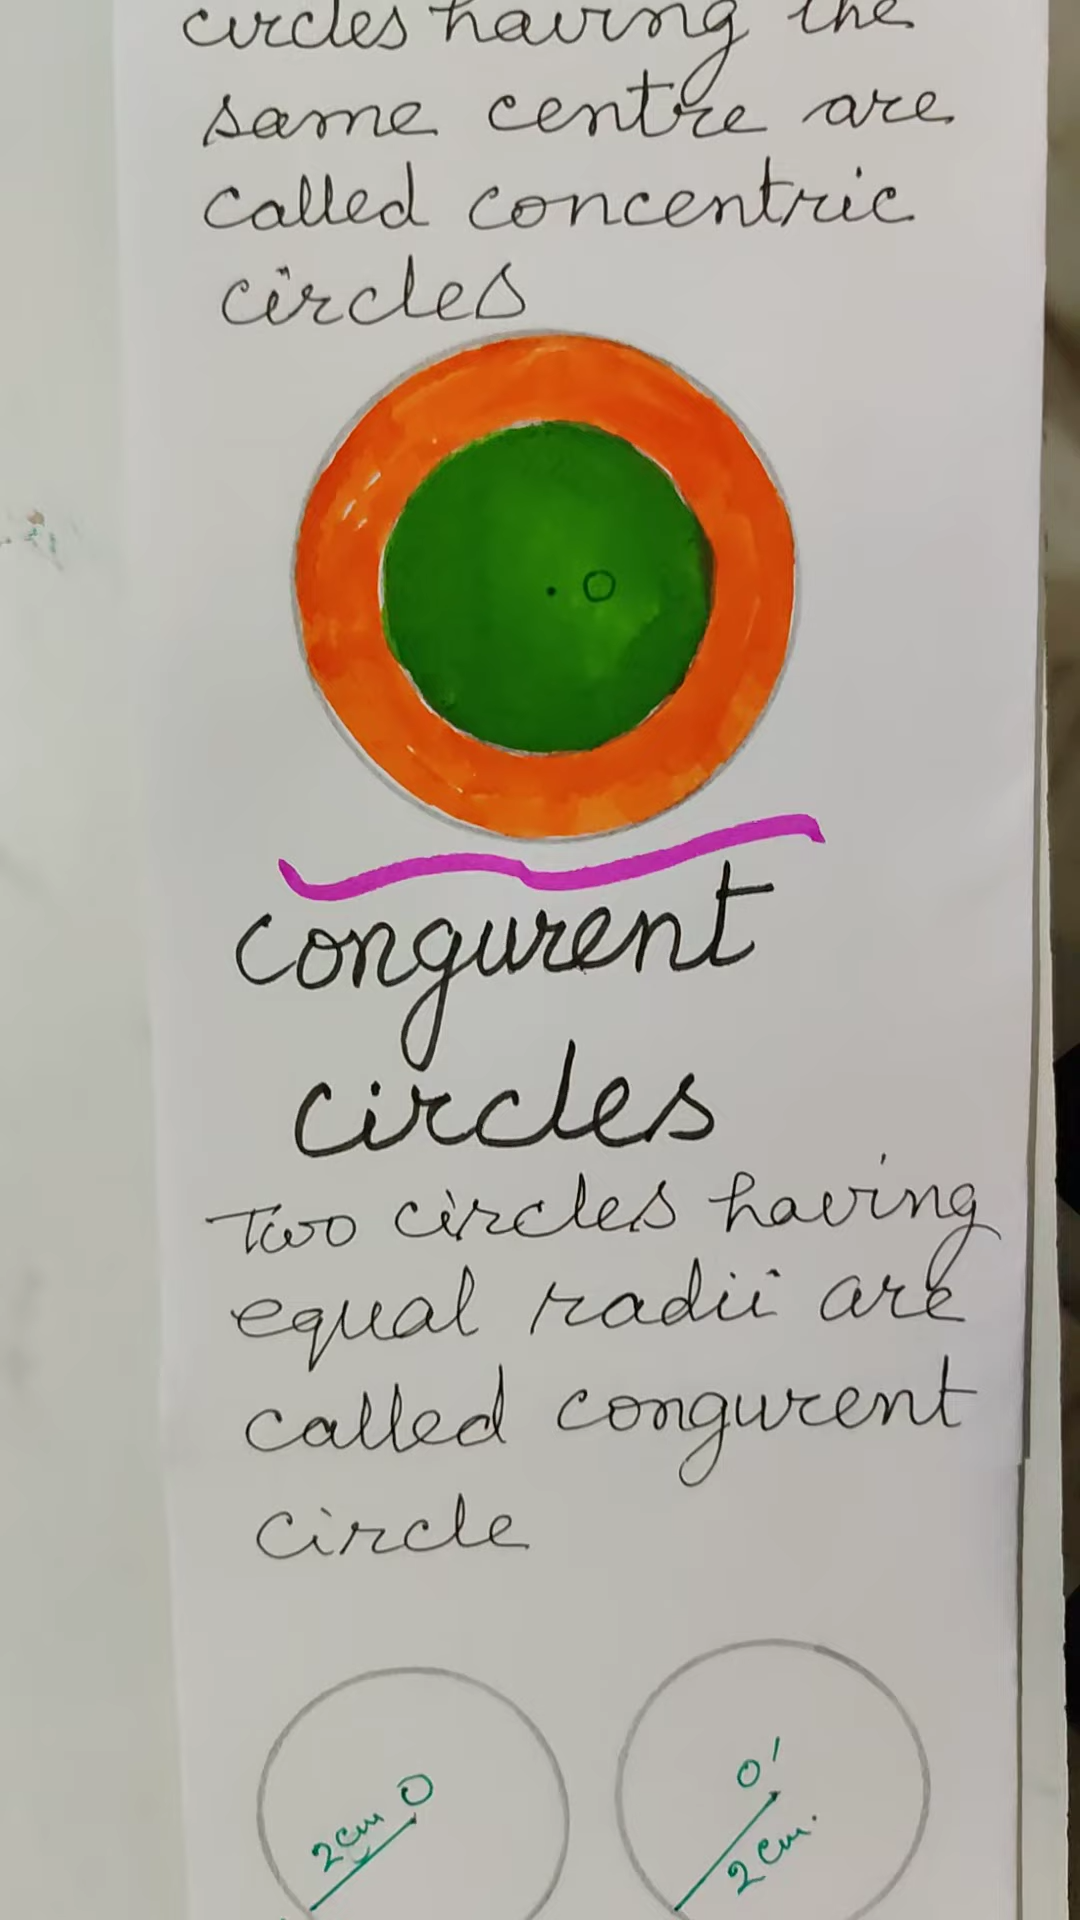 circles having the
same centre are
called concentric
circles
O
congurent
circles
Two circles having
equal radii are
called congurent
circle
2cm O
O'
2cm.